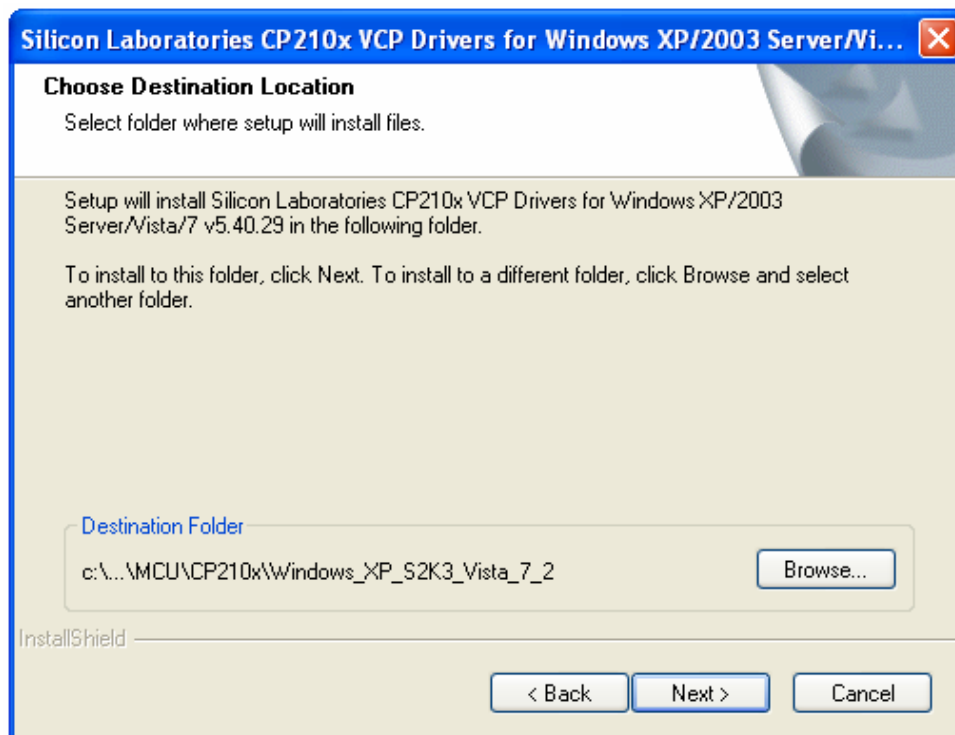 Silicon Laboratories CP210x VCP Drivers for Windows XP/2003 Server/Vi...
Choose Destination Location
Select folder where setup will install files.
Setup will install Silicon Laboratories CP210x VCP Drivers for Windows XP/2003
Server/Vista/7 v5.40.29 in the following folder.
To install to this folder, click Next. To install to a different folder, click Browse and select
another folder.
Destination Folder
c:\...\MCU\CP210x\Windows_XP_S2K3_Vista_7_2
Browse...
InstallShield
< Back
Next >
Cancel